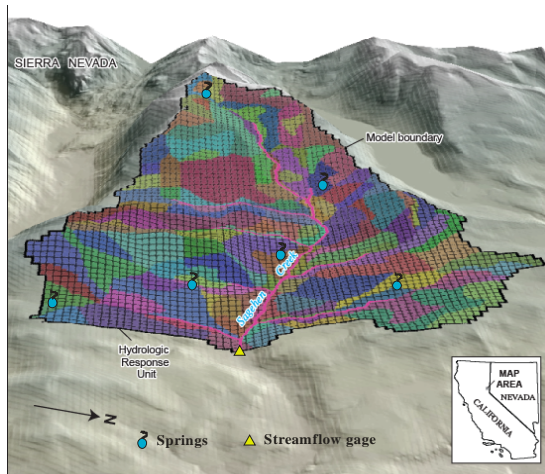 SIERRA NEVADA
Model boundary
Sagehen Creek
Hydrologic
Response
Unit
N
Springs
Streamflow gage
MAP
AREA
NEVADA
CALIFORNIA